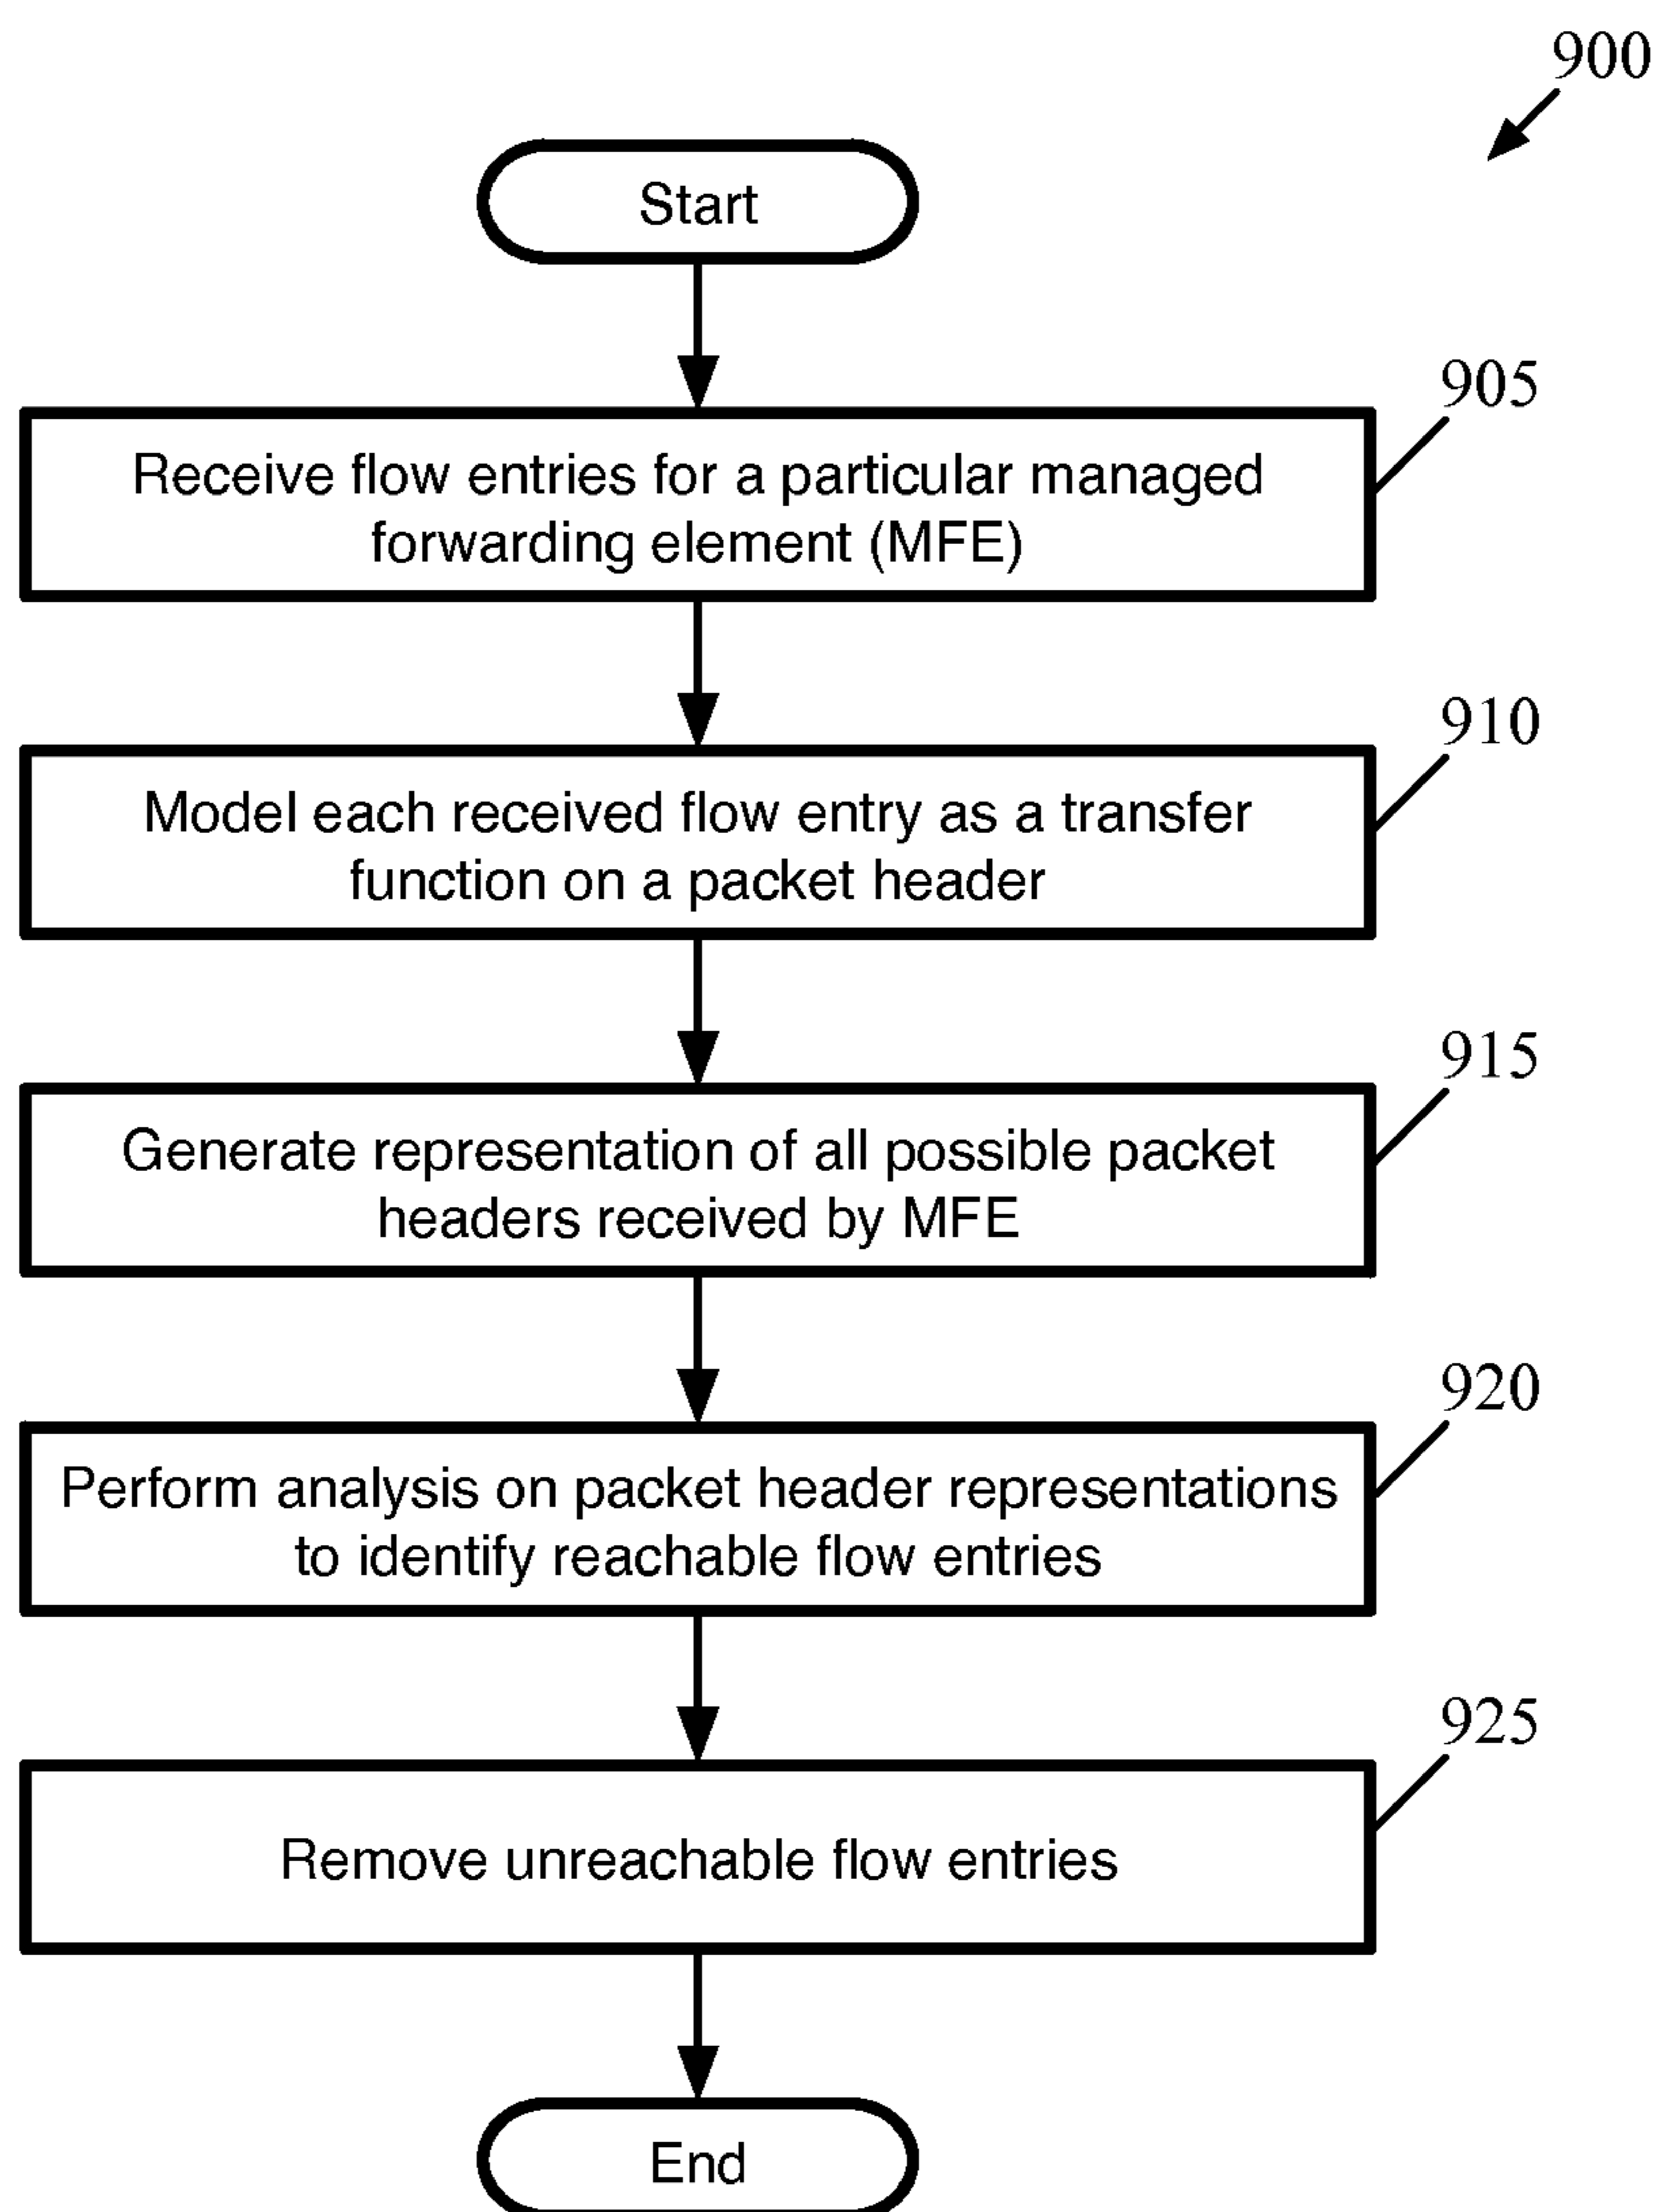 900
Start
905
Receive flow entries for a particular managed
forwarding element (MFE)
910
Model each received flow entry as a transfer
function on a packet header
915
Generate representation of all possible packet
headers received by MFE
920
Perform analysis on packet header representations
to identify reachable flow entries
925
Remove unreachable flow entries
End